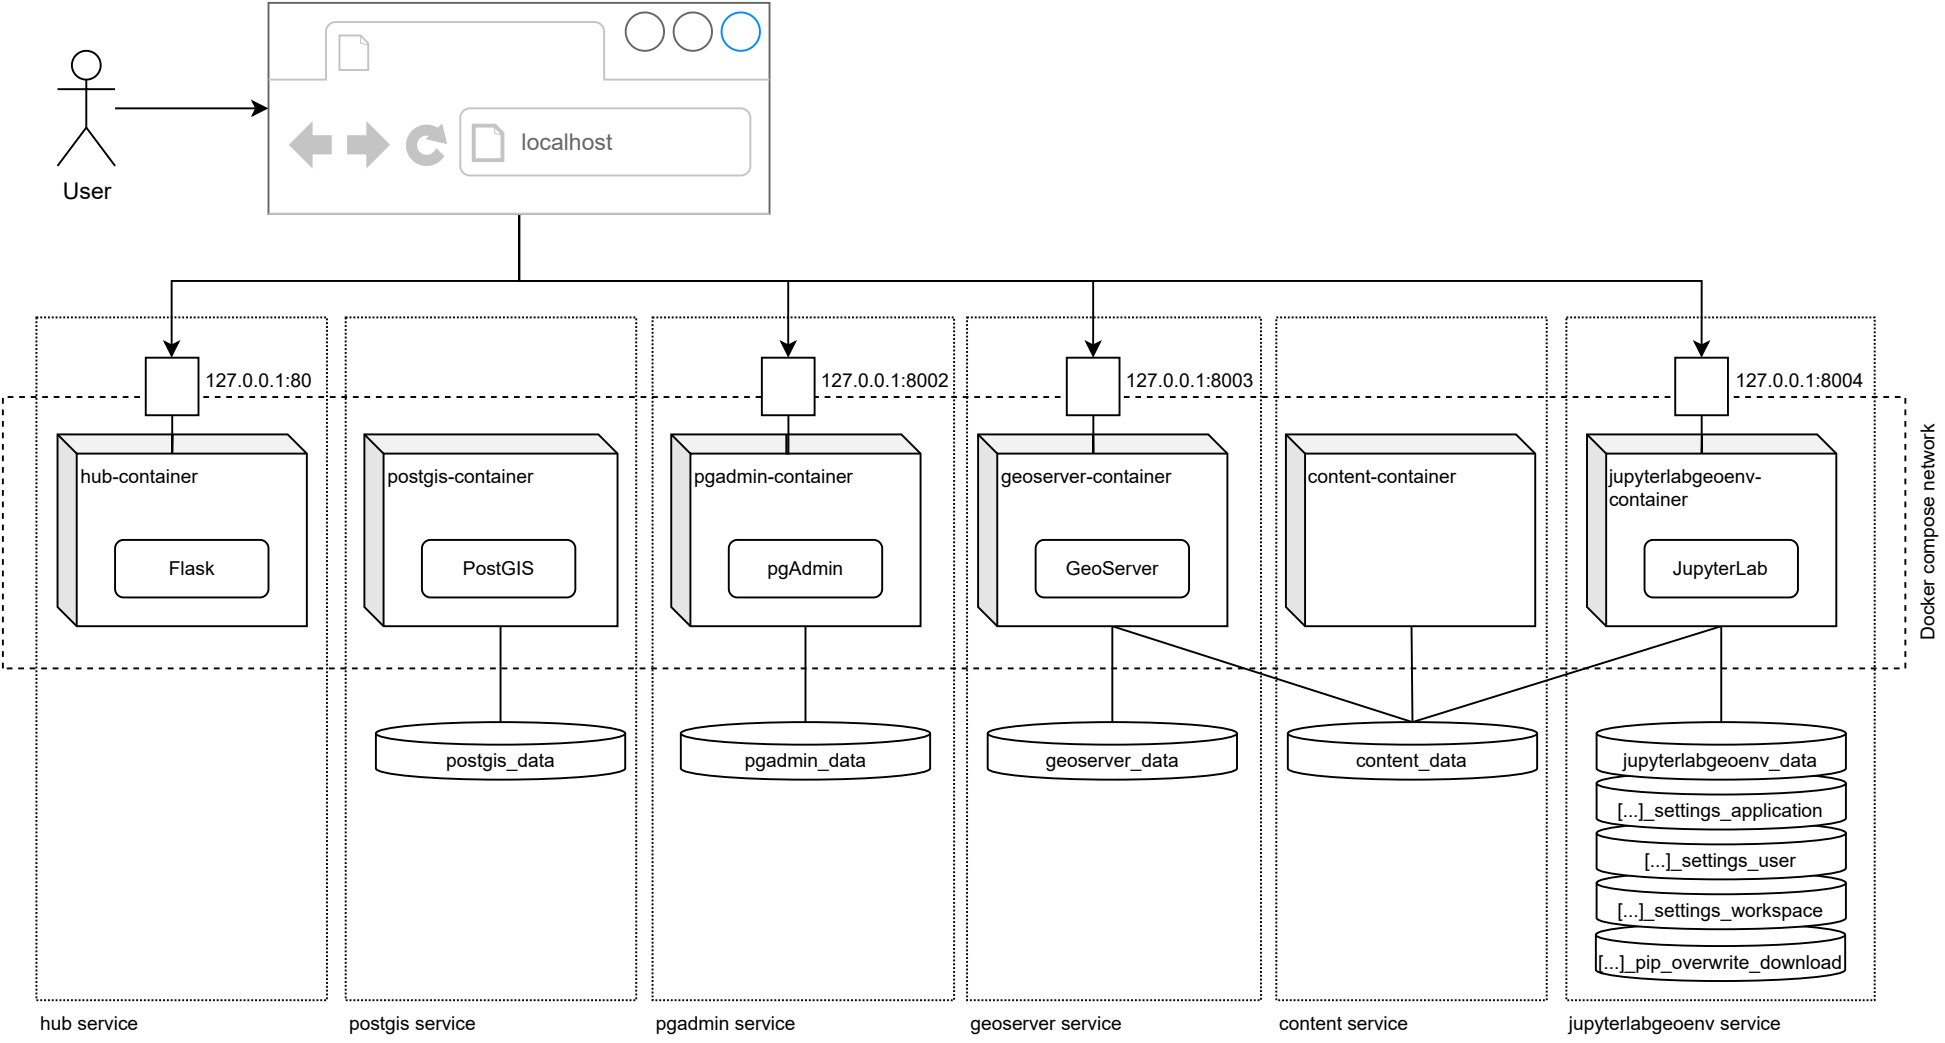 localhost
User
127.0.0.1:80
127.0.0.1:8002
127.0.0.1:8003
127.0.0.1:8004
hub-container
postgis-container
pgadmin-container
geoserver-container
content-container
jupyterlabgeoenv-
container
Flask
PostGIS
pgAdmin
GeoServer
JupyterLab
Docker compose network
postgis_data
pgadmin_data
geoserver_data
content_data
jupyterlabgeoenv_data
[...]_settings_application
[...]_settings_user
[...]_settings_workspace
[...]_pip_overwrite_download
hub service
postgis service
pgadmin service
geoserver service
content service
jupyterlabgeoenv service